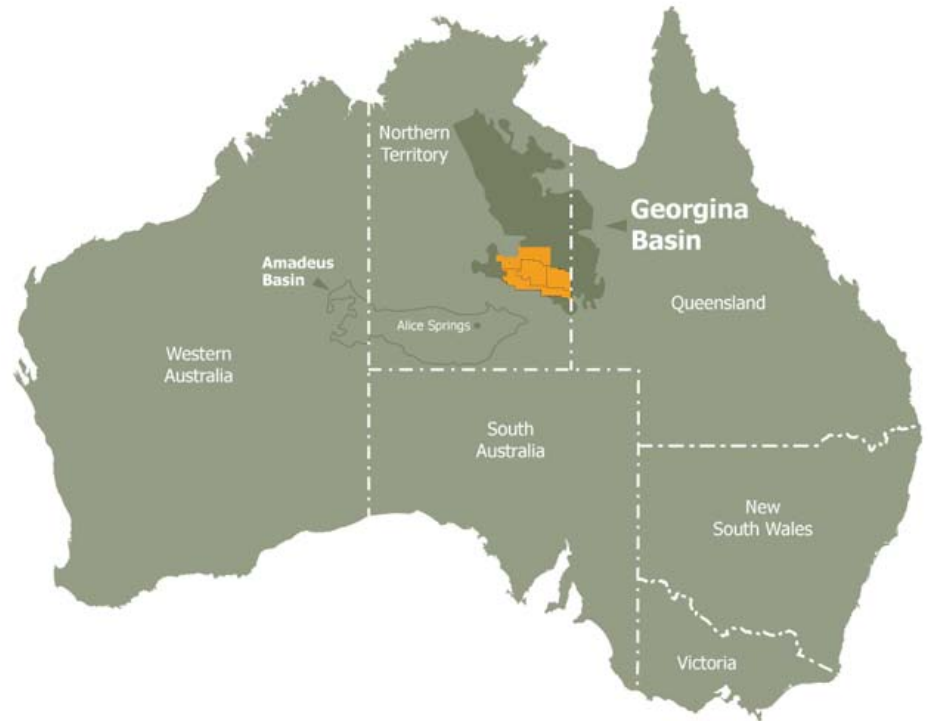 Northern
Territory
Georgina
Basin
Amadeus
Basin
Queensland
Alice Springs
Western
Australia
South
Australia
New
South Wales
Victoria